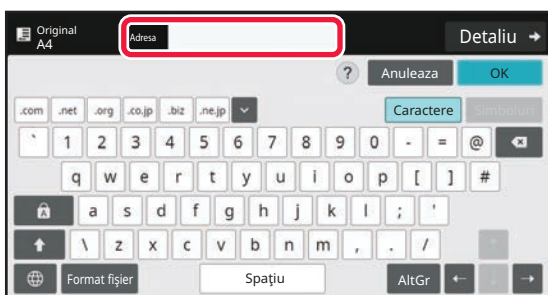 Original
A4
Adresa
Detaliu →
? Anuleaza OK
.com .net .org .co.jp .biz .ne.jp Caractere Simboluri
` 1 2 3 4 5 6 7 8 9 0 - = @
q w e r t y u i o p [ ] #
a s d f g h j k l ; '
\ z x c v b n m , . /
Format fișier Spațiu AltGr ← ↓ →